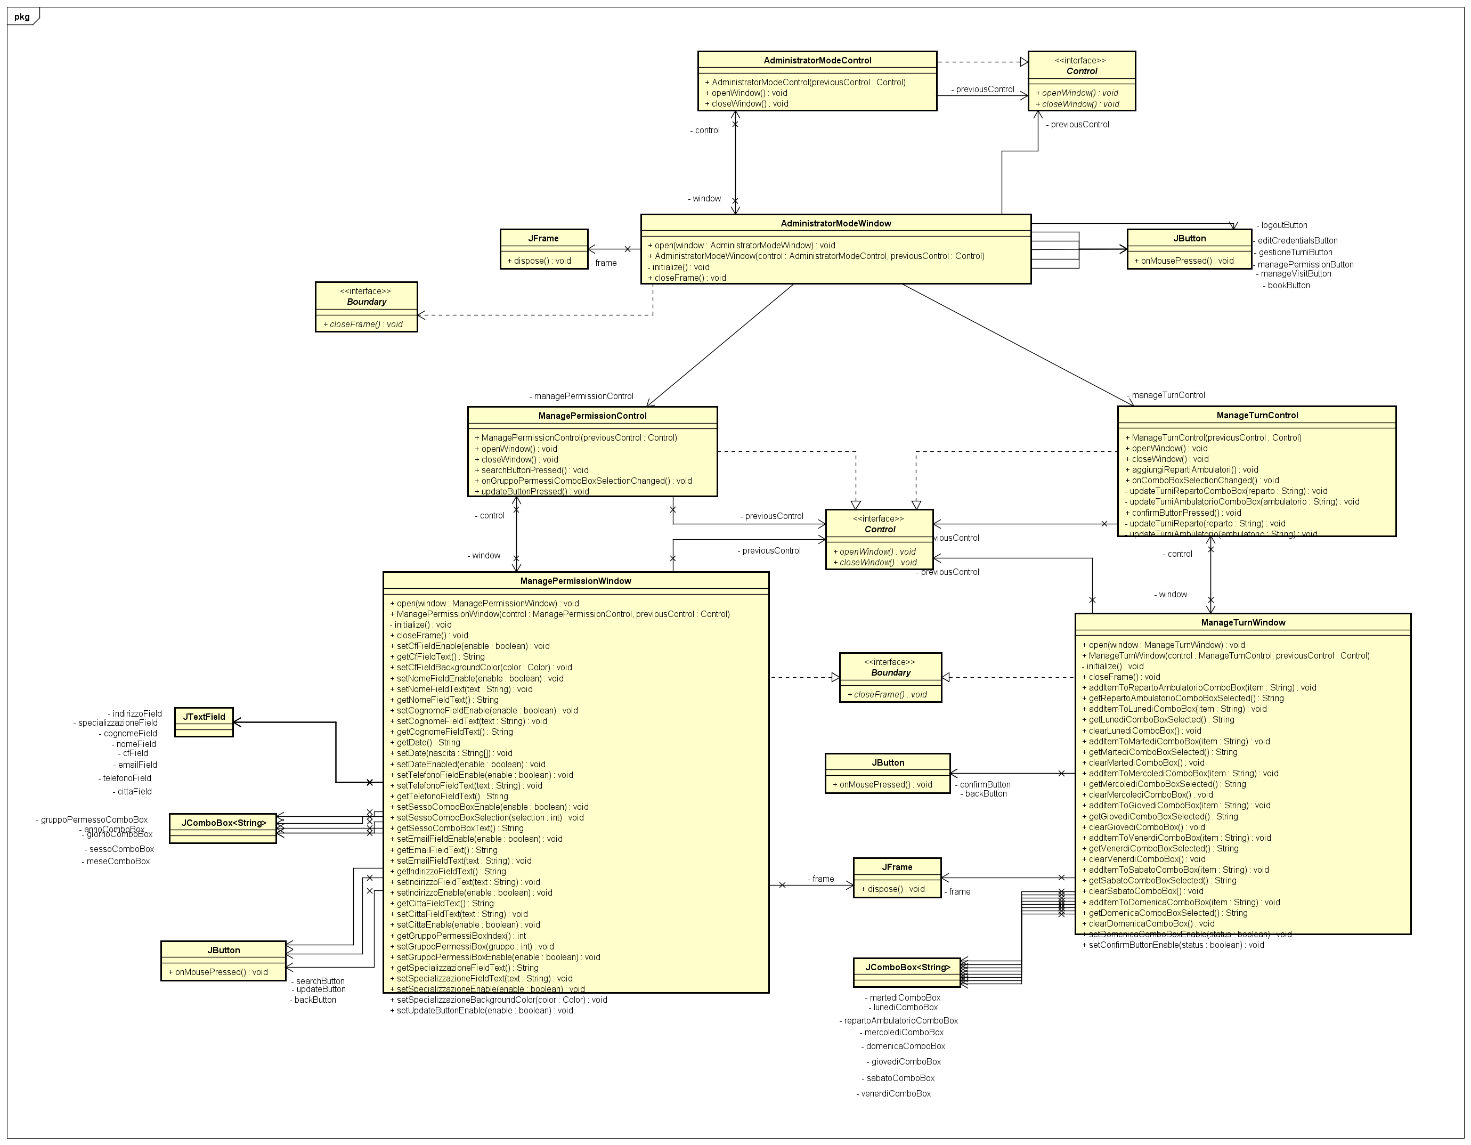 pkg
AdministratorModeControl
+ AdministratorModeControl(previousControl : Control)
+ openWindow() : void
+ closeWindow() : void
<<interface>>
Control
+ openWindow() : void
+ closeWindow() : void
- previousControl
- previousControl
- control
- window
AdministratorModeWindow
+ open(window : AdministratorModeWindow) : void
+ AdministratorModeWindow(control : AdministratorModeControl, previousControl : Control)
- initialize() : void
+ closeFrame() : void
JFrame
+ dispose() : void
frame
JButton
+ onMousePressed() : void
- logoutButton
- editCredentialsButton
- gestioneTurniButton
- managePermissionButton
- manageVisitButton
- bookButton
<<interface>>
Boundary
+ closeFrame() : void
- managePermissionControl
- manageTurnControl
ManagePermissionControl
+ ManagePermissionControl(previousControl : Control)
+ openWindow() : void
+ closeWindow() : void
+ searchButtonPressed() : void
+ onGruppoPermessiComboBoxSelectionChanged() : void
+ updateButtonPressed() : void
ManageTurnControl
+ ManageTurnControl(previousControl : Control)
+ openWindow() : void
+ closeWindow() : void
+ aggiungiRepartiAmbulatori() : void
+ onComboBoxSelectionChanged() : void
- updateTurniRepartoComboBox(reparto : String) : void
- updateTurniAmbulatorioComboBox(ambulatorio : String) : void
+ confirmButtonPressed() : void
- updateTurniReparto(reparto : String) : void
- updateTurniAmbulatorio(ambulatorio : String) : void
- control
- window
- previousControl
- previousControl
<<interface>>
Control
+ openWindow() : void
+ closeWindow() : void
viousControl
- previousControl
- control
- window
ManagePermissionWindow
+ open(window : ManagePermissionWindow) : void
+ ManagePermissionWindow(control : ManagePermissionControl, previousControl : Control)
- initialize() : void
+ closeFrame() : void
+ setCfFieldEnable(enable : boolean) : void
+ getCfFieldText() : String
+ setCfFieldBackgroundColor(color : Color) : void
+ setNomeFieldEnable(enable : boolean) : void
+ setNomeFieldText(text : String) : void
+ getNomeFieldText() : String
+ setCognomeFieldEnable(enable : boolean) : void
+ setCognomeFieldText(text : String) : void
+ getCognomeFieldText() : String
+ getDate() : String
+ setDate(nascita : String[]) : void
+ setDateEnabled(enable : boolean) : void
+ setTelefonoFieldEnable(enable : boolean) : void
+ setTelefonoFieldText(text : String) : void
+ getTelefonoFieldText() : String
+ setSessoComboBoxEnable(enable : boolean) : void
+ setSessoComboBoxSelection(selection : int) : void
+ getSessoComboBoxText() : String
+ setEmailFieldEnable(enable : boolean) : void
+ getEmailFieldText() : String
+ setEmailFieldText(text : String) : void
+ getIndirizzoFieldText() : String
+ setIndirizzoFieldText(text : String) : void
+ setIndirizzoEnable(enable : boolean) : void
+ getCittaFieldText() : String
+ setCittaFieldText(text : String) : void
+ setCittaEnable(enable : boolean) : void
+ getGruppoPermessiBoxIndex() : int
+ setGruppoPermessiBox(gruppo : int) : void
+ setGruppoPermessiBoxEnable(enable : boolean) : void
+ getSpecializzazioneFieldText() : String
+ setSpecializzazioneFieldText(text : String) : void
+ setSpecializzazioneEnable(enable : boolean) : void
+ setSpecializzazioneBackgroundColor(color : Color) : void
+ setUpdateButtonEnable(enable : boolean) : void
ManageTurnWindow
+ open(window : ManageTurnWindow) : void
+ ManageTurnWindow(control : ManageTurnControl, previousControl : Control)
- initialize() : void
+ closeFrame() : void
+ addItemToRepartoAmbulatorioComboBox(item : String) : void
+ getRepartoAmbulatorioComboBoxSelected() : String
+ addItemToLunediComboBox(item : String) : void
+ getLunediComboBoxSelected() : String
+ clearLunediComboBox() : void
+ addItemToMartediComboBox(item : String) : void
+ getMartediComboBoxSelected() : String
+ clearMartediComboBox() : void
+ addItemToMercolediComboBox(item : String) : void
+ getMercolediComboBoxSelected() : String
+ clearMercolediComboBox() : void
+ addItemToGiovediComboBox(item : String) : void
+ getGiovediComboBoxSelected() : String
+ clearGiovediComboBox() : void
+ addItemToVenerdiComboBox(item : String) : void
+ getVenerdiComboBoxSelected() : String
+ clearVenerdiComboBox() : void
+ addItemToSabatoComboBox(item : String) : void
+ getSabatoComboBoxSelected() : String
+ clearSabatoComboBox() : void
+ addItemToDomenicaComboBox(item : String) : void
+ getDomenicaComboBoxSelected() : String
+ clearDomenicaComboBox() : void
+ setDomenicaComboBoxEnable(status : boolean) : void
+ setConfirmButtonEnable(status : boolean) : void
<<interface>>
Boundary
+ closeFrame() : void
JTextField
- indirizzoField
- specializzazioneField
- cognomeField
- nomeField
- cfField
- emailField
- telefonoField
- cittaField
JButton
+ onMousePressed() : void
- confirmButton
- backButton
JComboBox<String>
- gruppoPermessoComboBox
- annoComboBox
- giornoComboBox
- sessoComboBox
- meseComboBox
JFrame
+ dispose() : void
- frame
- frame
JButton
+ onMousePressed() : void
- searchButton
- updateButton
- backButton
JComboBox<String>
- martediComboBox
- lunediComboBox
- repartoAmbulatorioComboBox
- mercolediComboBox
- domenicaComboBox
- giovediComboBox
- sabatoComboBox
- venerdiComboBox